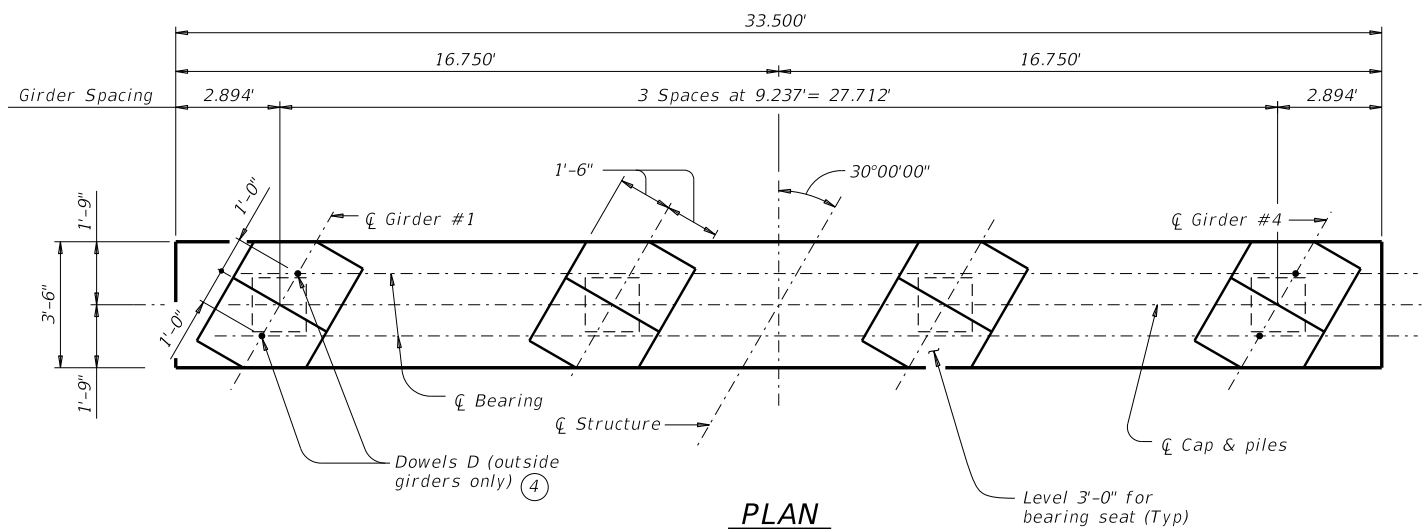 33.500'
16.750'
16.750'
Girder Spacing
2.894'
3 Spaces at 9.237'= 27.712'
2.894'
1'-6"
30°00'00"
1'-0"
1'-9"
℄ Girder #1
℄ Girder #4
3'-6"
1'-0"
1'-9"
℄ Bearing
℄ Structure
℄ Cap & piles
Dowels D (outside
girders only) 4
Level 3'-0" for
bearing seat (Typ)
PLAN